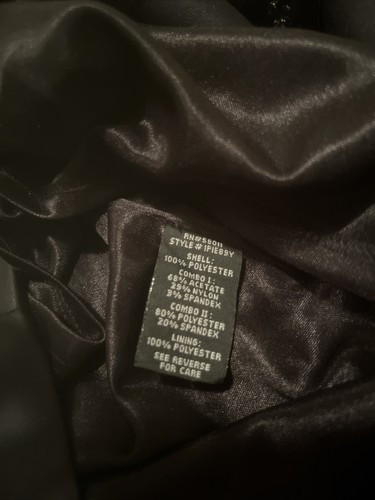 STYLE# IPIE89Y
SHELL:
100% POLYESTER
COMBO I:
68% ACETATE
29% NYLON
3% SPANDEX
COMBO II:
80% POLYESTER
20% SPANDEX
LINING:
100% POLYESTER
SEE REVERSE
FOR CARE